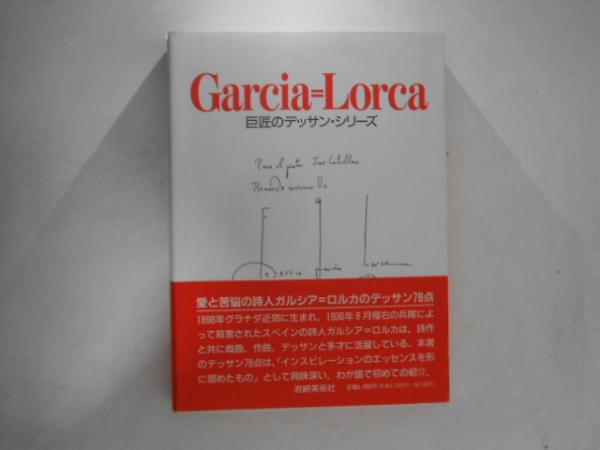 Garcia=Lorca
巨匠のデッサン・シリーズ
Para el pintor
de
F
ederico garcía Lorca
愛と苦悩の詩人ガルシア=ロルカのデッサン78点
1898年グラナダ近郊に生まれ、1936年8月極右の兵隊によ
って殺害されたスペインの詩人ガルシア=ロルカは、詩作
と共に戯曲、作曲、デッサンと多才に活躍している。本書
のデッサン78点は、「インスピレーションのエッセンスを形
に留めたもの」として興味深い、わが国で初めての紹介。
岩崎美術社